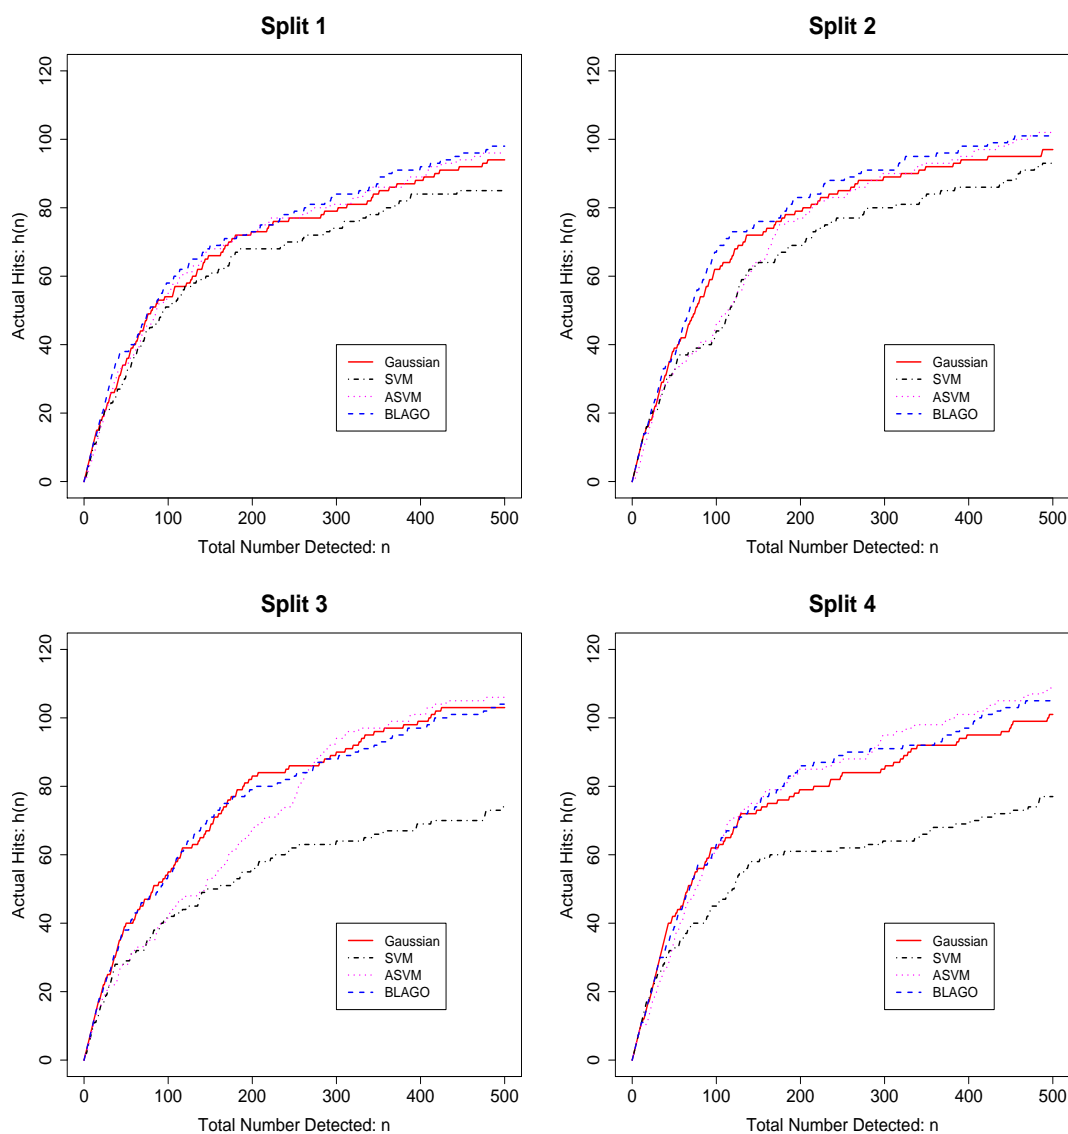 Split 1
Actual Hits: h(n)
120
100
80
60
40
20
0
Gaussian
SVM
ASVM
BLAGO
0 100 200 300 400 500
Total Number Detected: n
Split 2
Actual Hits: h(n)
120
100
80
60
40
20
0
Gaussian
SVM
ASVM
BLAGO
0 100 200 300 400 500
Total Number Detected: n
Split 3
Actual Hits: h(n)
120
100
80
60
40
20
0
Gaussian
SVM
ASVM
BLAGO
0 100 200 300 400 500
Total Number Detected: n
Split 4
Actual Hits: h(n)
120
100
80
60
40
20
0
Gaussian
SVM
ASVM
BLAGO
0 100 200 300 400 500
Total Number Detected: n